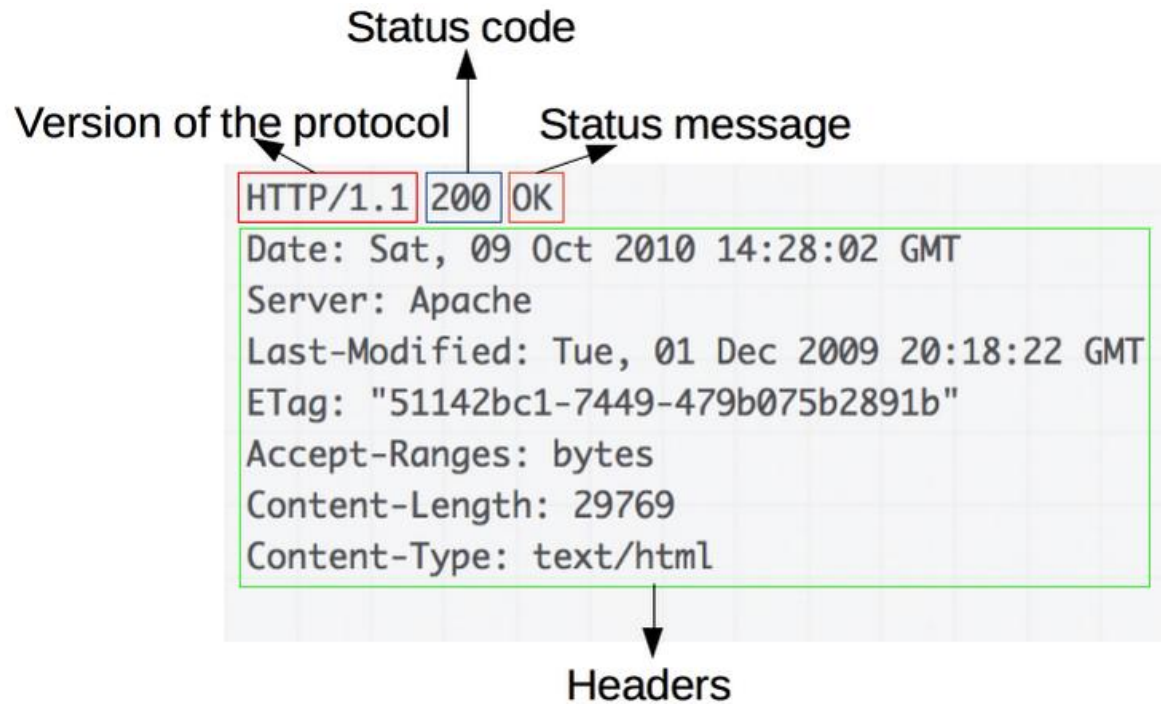 Status code
Version of the protocol
Status message
HTTP/1.1 200 OK
Date: Sat, 09 Oct 2010 14:28:02 GMT
Server: Apache
Last-Modified: Tue, 01 Dec 2009 20:18:22 GMT
ETag: "51142bc1-7449-479b075b2891b"
Accept-Ranges: bytes
Content-Length: 29769
Content-Type: text/html
Headers